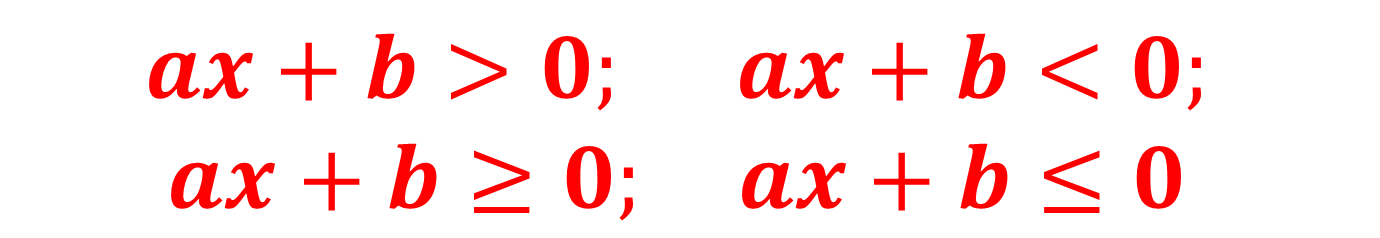 ax + b > 0; ax + b < 0;
ax + b ≥ 0; ax + b ≤ 0